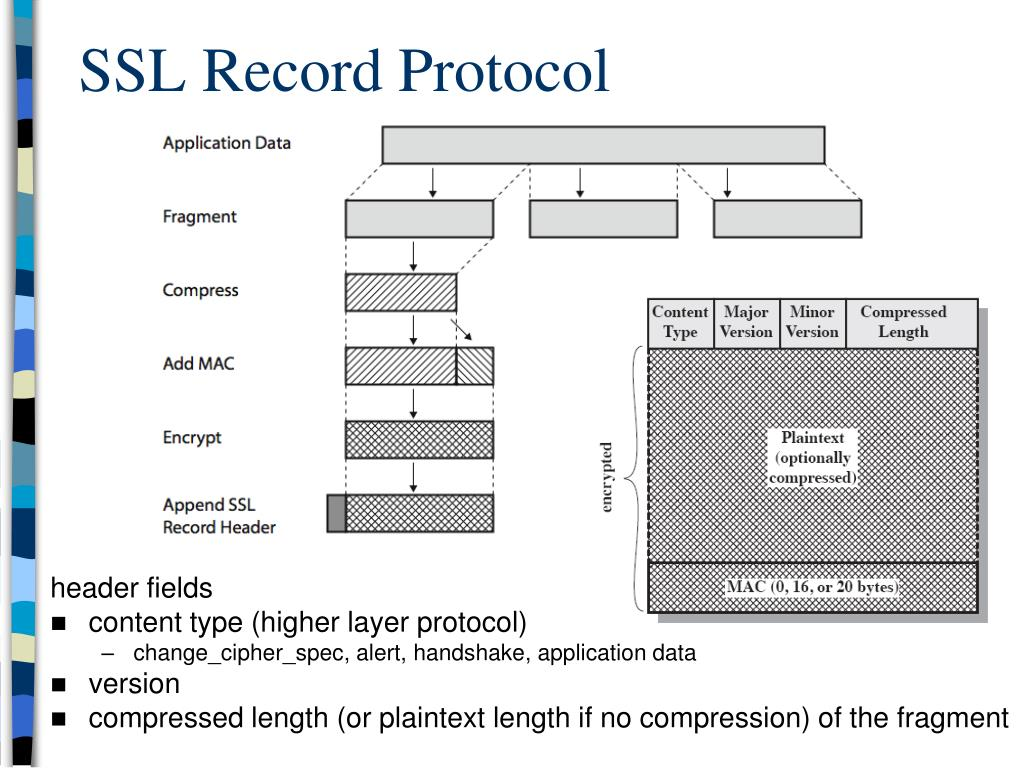 SSL Record Protocol
Application Data
Fragment
Compress
Add MAC
Encrypt
Append SSL
Record Header
Content Type
Major Version
Minor Version
Compressed Length
encrypted
Plaintext
(optionally
compressed)
MAC (0, 16, or 20 bytes)
header fields
■ content type (higher layer protocol)
– change_cipher_spec, alert, handshake, application data
■ version
■ compressed length (or plaintext length if no compression) of the fragment